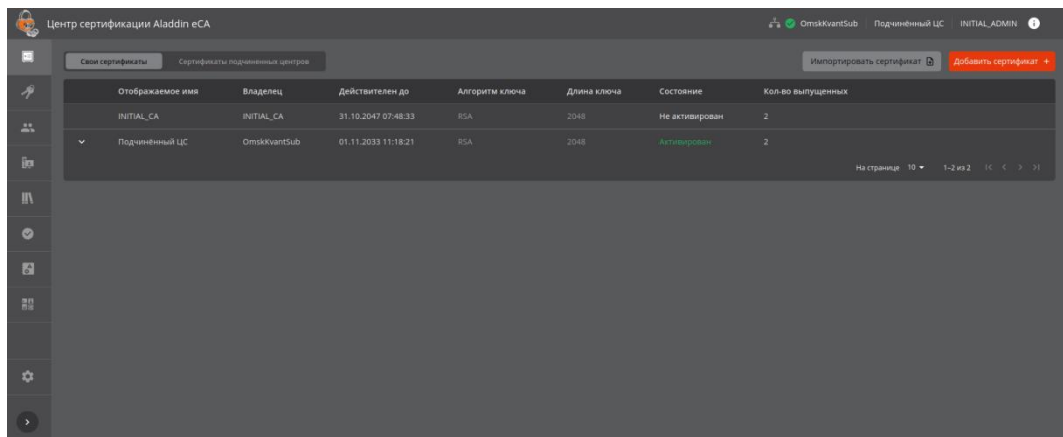 Центр сертификации Aladdin eCA OmskKvantSub Подчинённый ЦС INITIAL_ADMIN
Свои сертификаты Сертификаты подчиненных центров Импортировать сертификат Добавить сертификат +
Отображаемое имя Владелец Действителен до Алгоритм ключа Длина ключа Состояние Кол-во выпущенных
INITIAL_CA INITIAL_CA 31.10.2047 07:48:33 RSA 2048 Не активирован 2
Подчинённый ЦС OmskKvantSub 01.11.2033 11:18:21 RSA 2048 Активирован 2
На странице 10 1–2 из 2